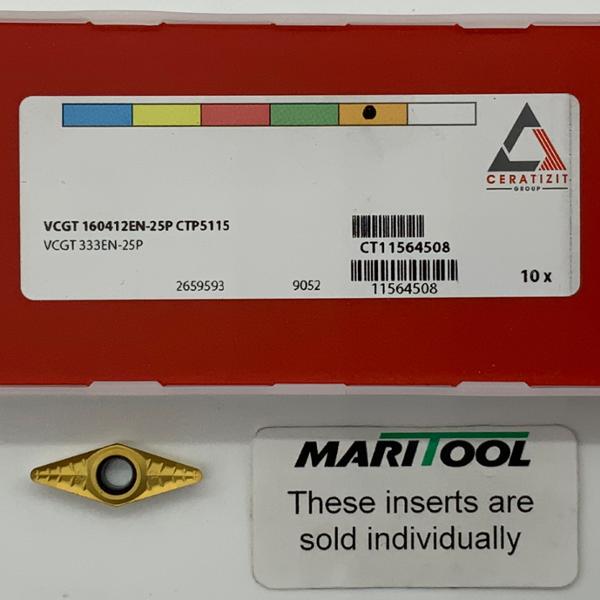 CERATIZIT
GROUP
VCGT 160412EN-25P CTP5115
VCGT 333EN-25P
CT11564508
2659593 9052 11564508
10 x
MARITOOL
These inserts are
sold individually